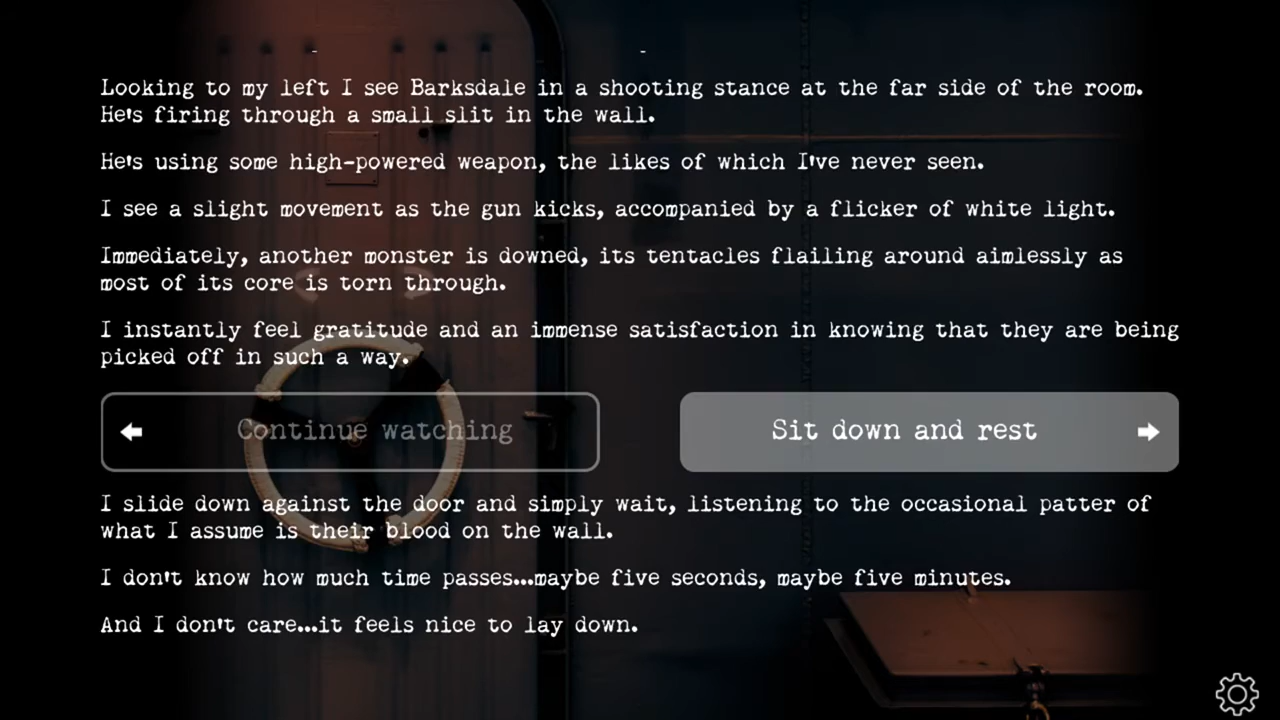 Looking to my left I see Barksdale in a shooting stance at the far side of the room.
He's firing through a small slit in the wall.
He's using some high-powered weapon, the likes of which I've never seen.
I see a slight movement as the gun kicks, accompanied by a flicker of white light.
Immediately, another monster is downed, its tentacles flailing around aimlessly as
most of its core is torn through.
I instantly feel gratitude and an immense satisfaction in knowing that they are being
picked off in such a way.
Continue watching
Sit down and rest
I slide down against the door and simply wait, listening to the occasional patter of
what I assume is their blood on the wall.
I don't know how much time passes...maybe five seconds, maybe five minutes.
And I don't care...it feels nice to lay down.